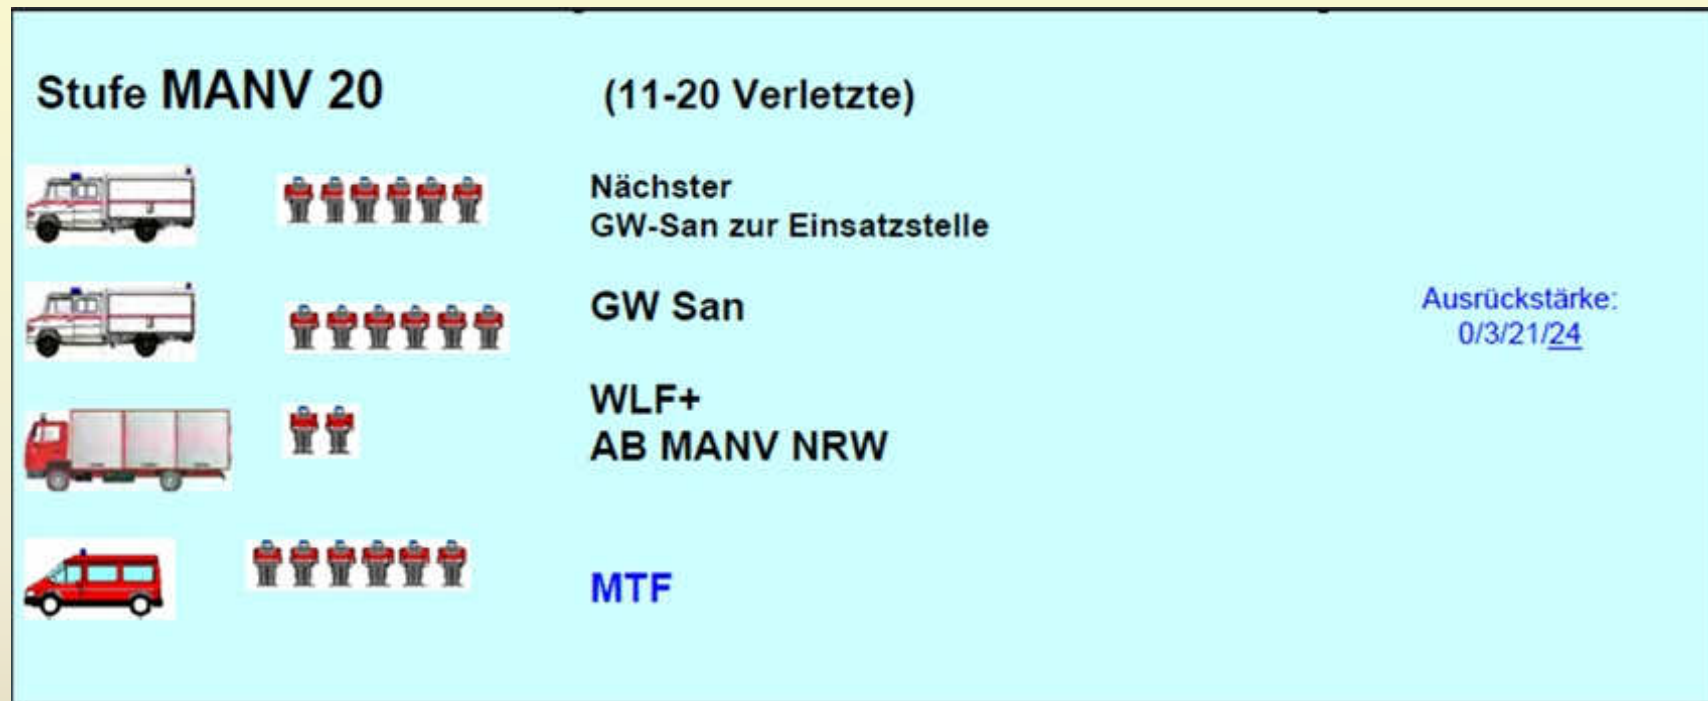 Stufe MANV 20 (11-20 Verletzte)
Nächster
GW-San zur Einsatzstelle
GW San
Ausrückstärke:
0/3/21/24
WLF+
AB MANV NRW
MTF